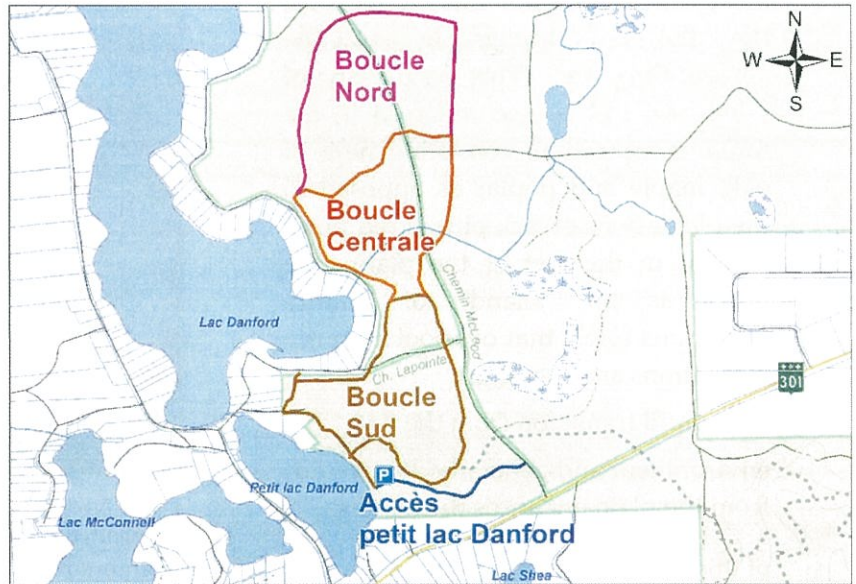 Boucle
Nord
N
W E
S
Boucle
Centrale
Chemin McLeod
Lac Danford
Ch. Lapointe
301
Boucle
Sud
P
Petit lac Danford
Accès
petit lac Danford
Lac McConnell
Lac Shea